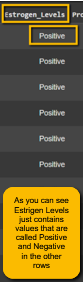 Estrogen_Levels Pro
Positive
Positive
Positive
Positive
Positive
Positive
As you can see
Estrigen Levels
just contains
values that are
called Positive
and Negative
in the other
rows